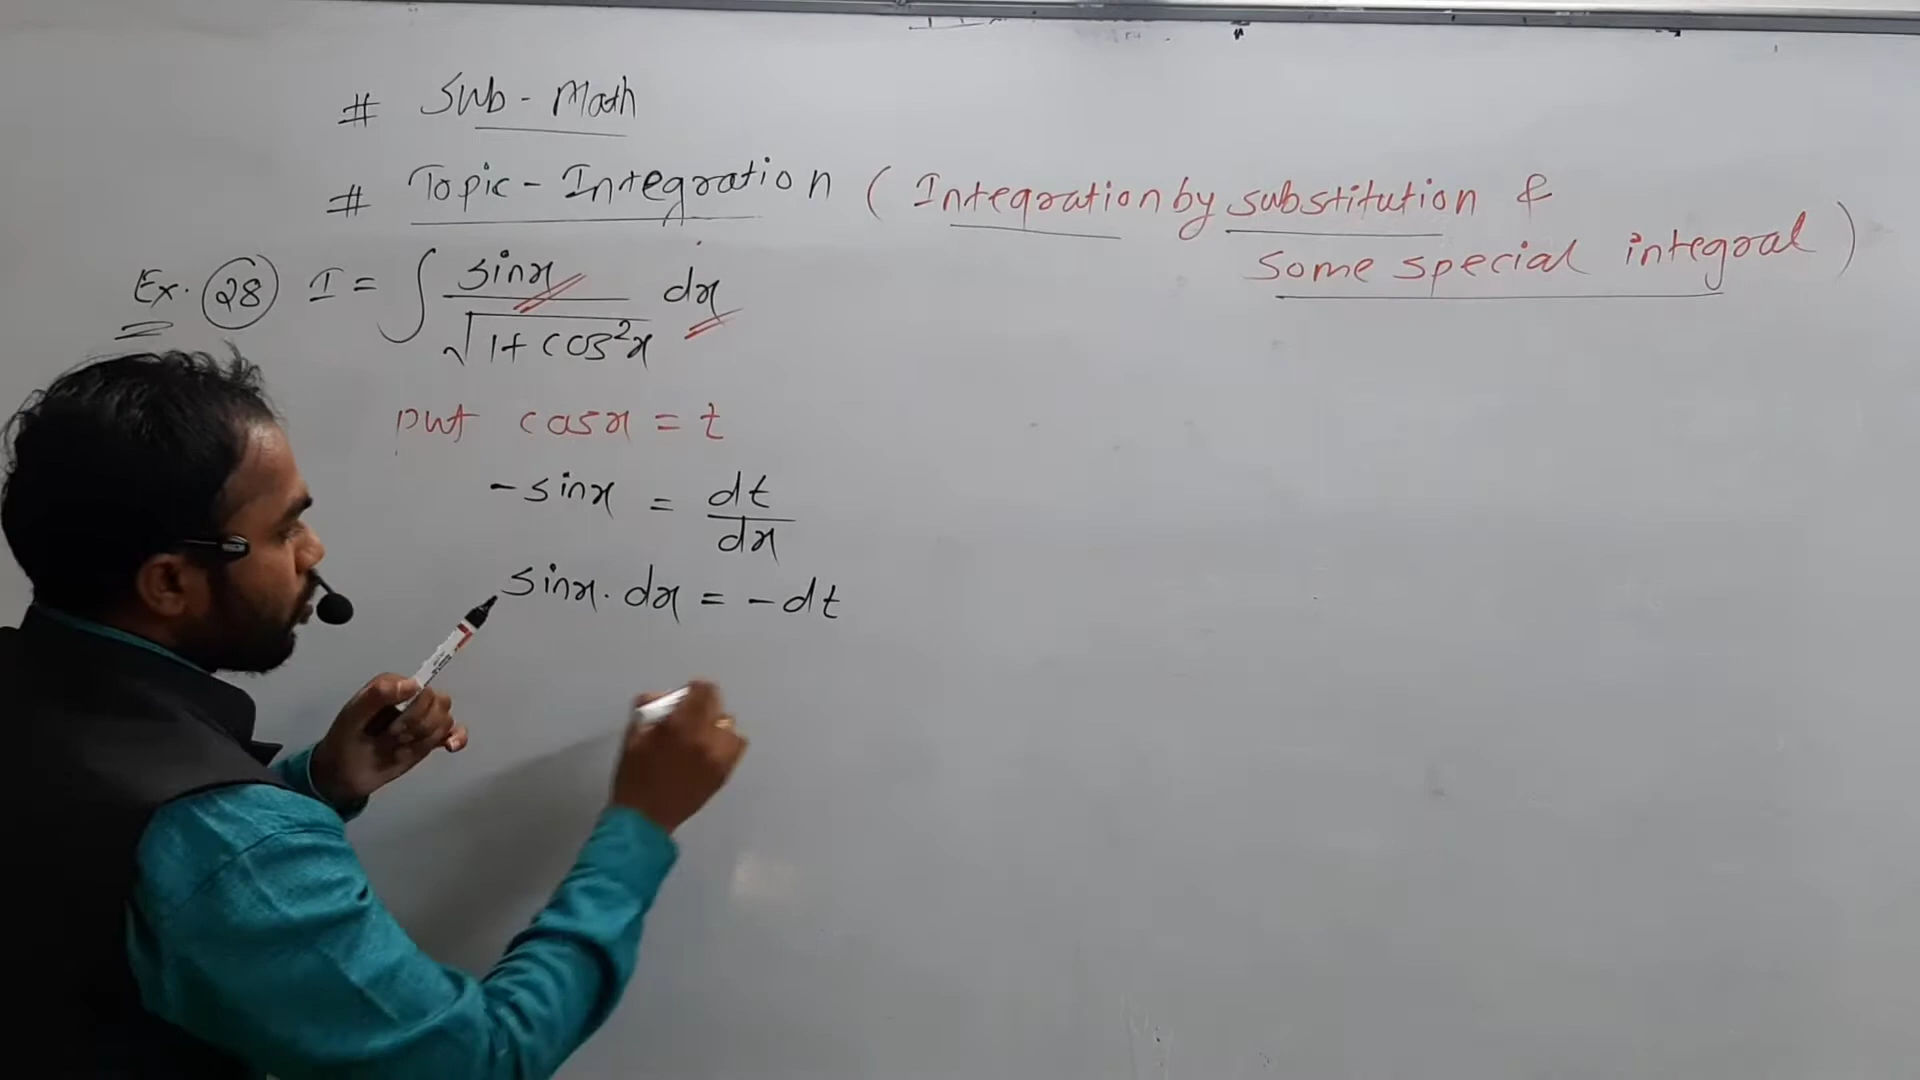 # Sub - Math
# Topic - Integration ( Integration by substitution &
some special integral )
Ex. 28 I = ∫ sinx / √1+cos²x dx
put cosx = t
-sinx = dt/dx
sinx. dx = -dt